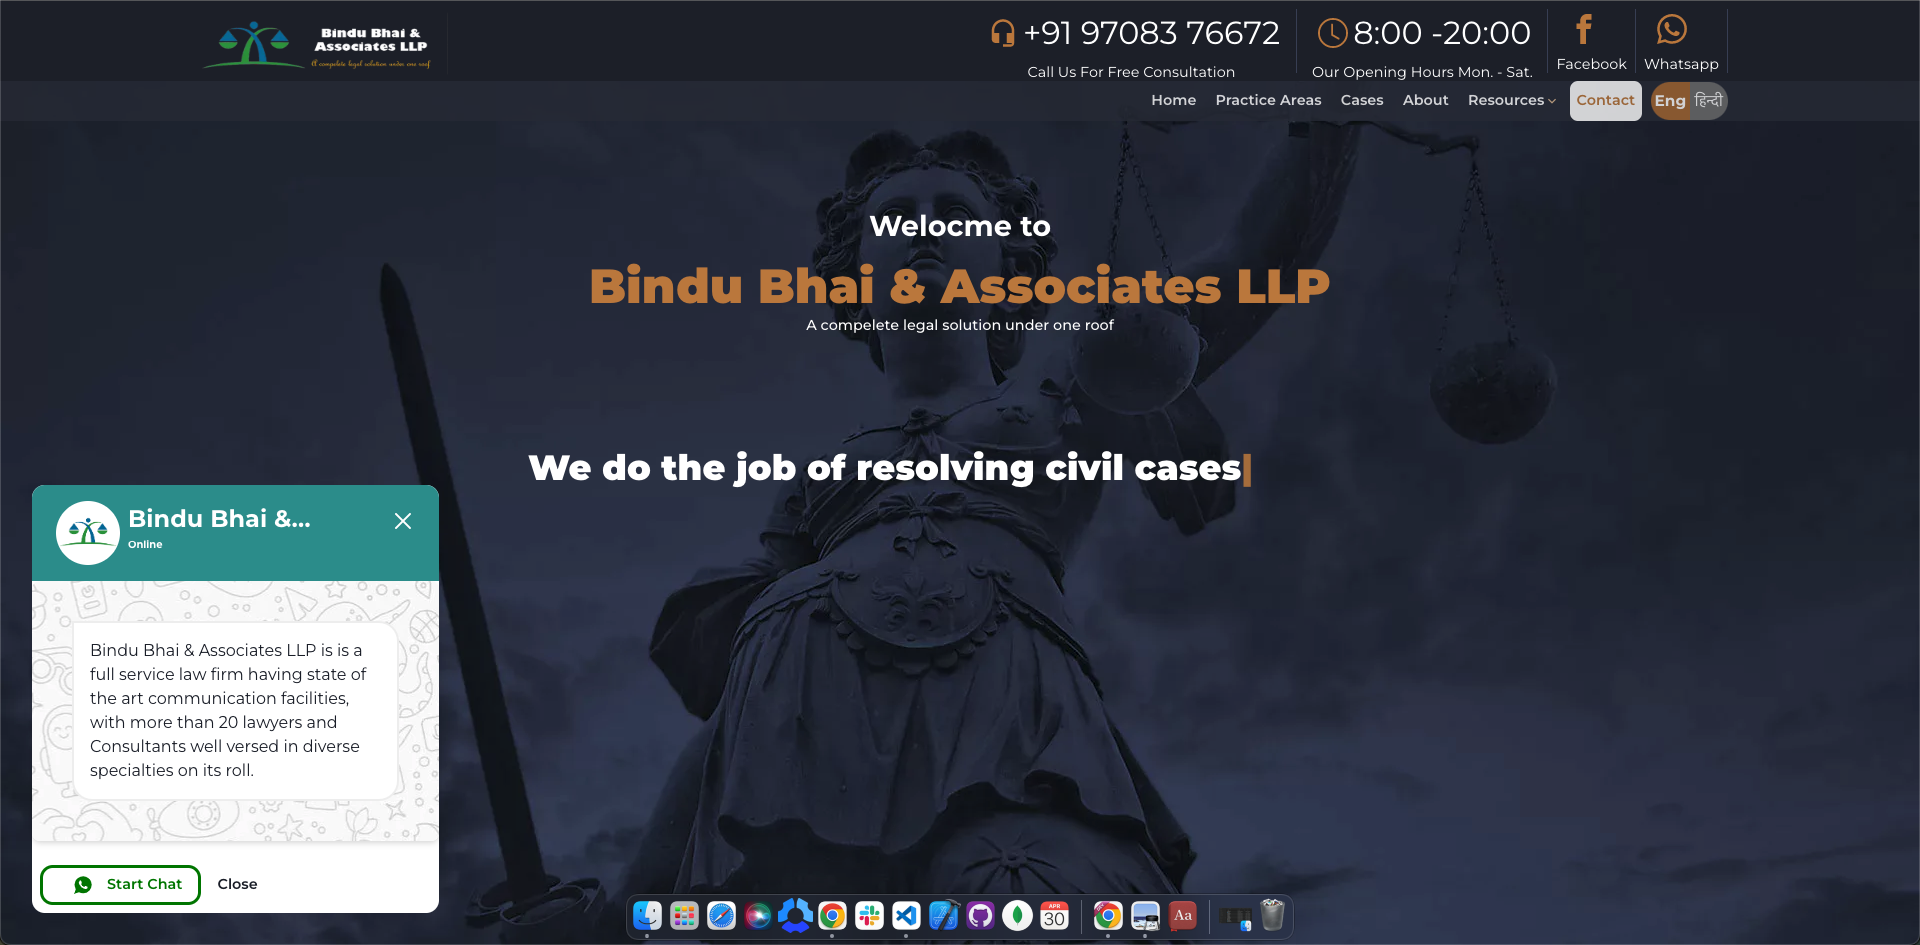 Bindu Bhai &
Associates LLP
A compelete legal solution under one roof
+91 97083 76672
Call Us For Free Consultation
8:00 -20:00
Our Opening Hours Mon. - Sat.
Facebook
Whatsapp
Home Practice Areas Cases About Resources Contact Eng हिन्दी
Welocme to
Bindu Bhai & Associates LLP
A compelete legal solution under one roof
We do the job of resolving civil cases
Bindu Bhai &...
Online
Bindu Bhai & Associates LLP is is a
full service law firm having state of
the art communication facilities,
with more than 20 lawyers and
Consultants well versed in diverse
specialties on its roll.
Start Chat Close
APR
30
Aa